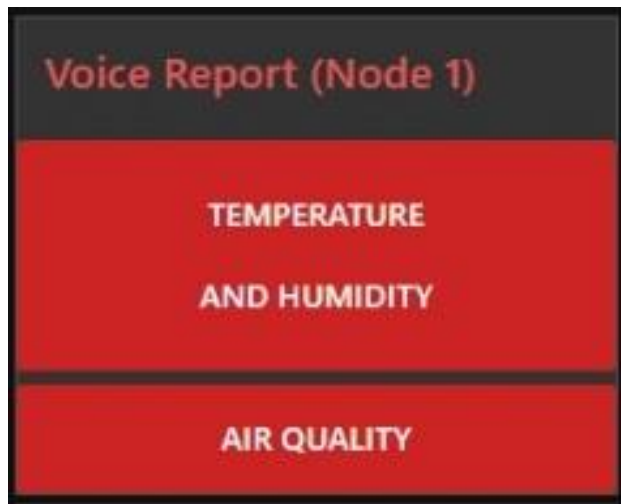 Voice Report (Node 1)
TEMPERATURE
AND HUMIDITY
AIR QUALITY